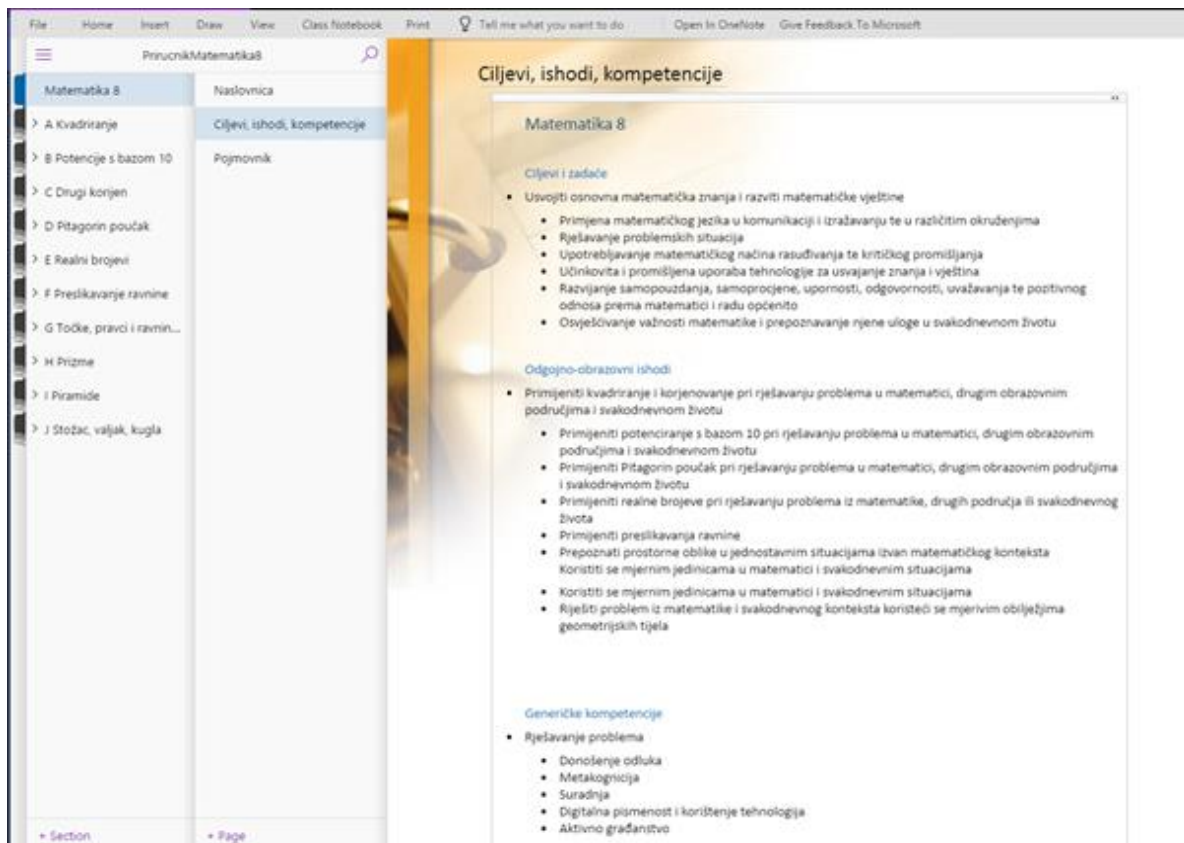 File Home Insert Draw View Class Notebook Print Tell me what you want to do Open In OneNote Give Feedback To Microsoft
PrirucnikMatematika8
Matematika 8
> A Kvadriranje
> B Potencije s bazom 10
> C Drugi korijen
> D Pitagorin poučak
> E Realni brojevi
> F Preslikavanje ravnine
> G Točke, pravci i ravnin...
> H Prizme
> I Piramide
> J Stožac, valjak, kugla
+ Section
Naslovnica
Ciljevi, ishodi, kompetencije
Pojmovnik
+ Page
Ciljevi, ishodi, kompetencije
Matematika 8
Ciljevi i zadaće
• Usvojiti osnovna matematička znanja i razviti matematičke vještine
• Primjena matematičkog jezika u komunikaciji i izražavanju te u različitim okruženjima
• Rješavanje problemskih situacija
• Upotrebljavanje matematičkog načina rasuđivanja te kritičkog promišljanja
• Učinkovita i promišljena uporaba tehnologije za usvajanje znanja i vještina
• Razvijanje samopouzdanja, samoprocjene, upornosti, odgovornosti, uvažavanja te pozitivnog
odnosa prema matematici i radu općenito
• Osvješćivanje važnosti matematike i prepoznavanje njene uloge u svakodnevnom životu
Odgojno-obrazovni ishodi
• Primijeniti kvadriranje i korjenovanje pri rješavanju problema u matematici, drugim obrazovnim
područjima i svakodnevnom životu
• Primijeniti potenciranje s bazom 10 pri rješavanju problema u matematici, drugim obrazovnim
područjima i svakodnevnom životu
• Primijeniti Pitagorin poučak pri rješavanju problema u matematici, drugim obrazovnim područjima
i svakodnevnom životu
• Primijeniti realne brojeve pri rješavanju problema iz matematike, drugih područja ili svakodnevnog
života
• Primijeniti preslikavanja ravnine
• Prepoznati prostorne oblike u jednostavnim situacijama izvan matematičkog konteksta
Koristiti se mjernim jedinicama u matematici i svakodnevnim situacijama
• Koristiti se mjernim jedinicama u matematici i svakodnevnim situacijama
• Riješiti problem iz matematike i svakodnevnog konteksta koristeći se mjerivim obilježjima
geometrijskih tijela
Generičke kompetencije
• Rješavanje problema
• Donošenje odluka
• Metakognicija
• Suradnja
• Digitalna pismenost i korištenje tehnologija
• Aktivno građanstvo